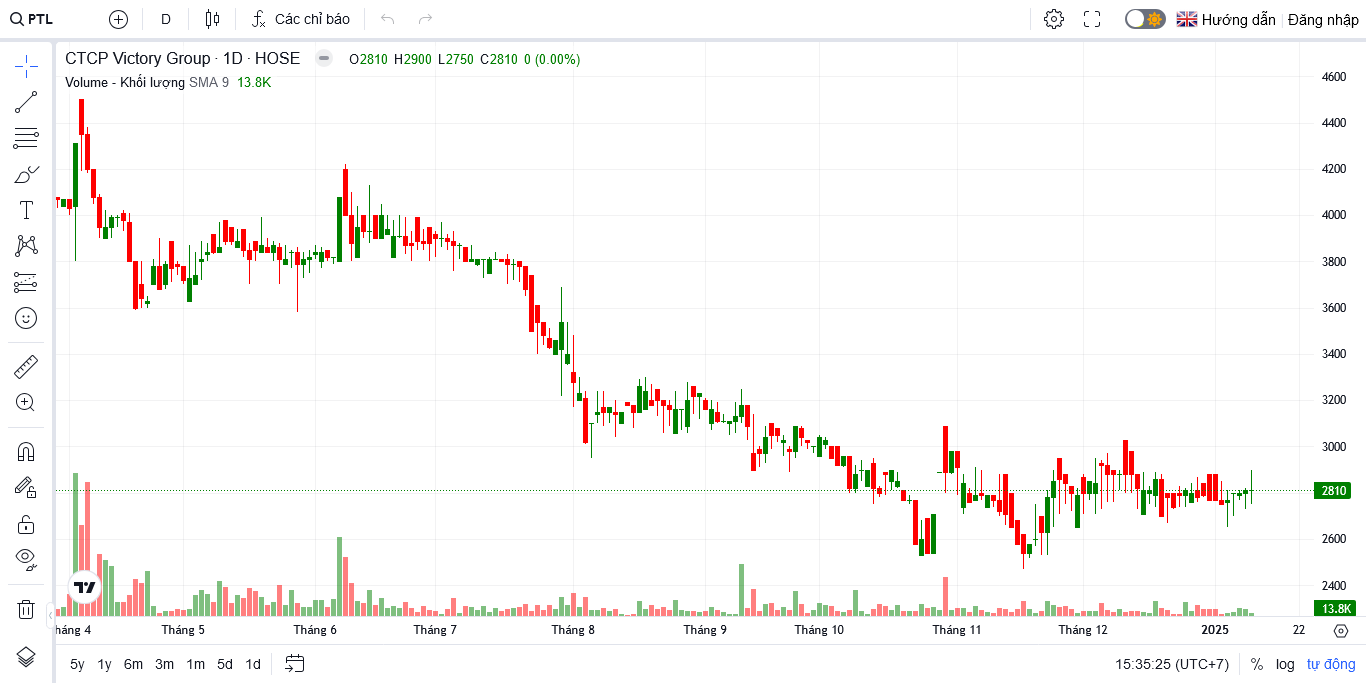 PTL D Các chỉ báo Hướng dẫn Đăng nhập
CTCP Victory Group · 1D · HOSE O2810 H2900 L2750 C2810 0 (0.00%)
Volume - Khối lượng SMA 9 13.8K
4600
4400
4200
4000
3800
3600
3400
3200
3000
2810
2600
2400
13.8K
háng 4 Tháng 5 Tháng 6 Tháng 7 Tháng 8 Tháng 9 Tháng 10 Tháng 11 Tháng 12 2025 22
5y 1y 6m 3m 1m 5d 1d 15:35:25 (UTC+7) % log tự động